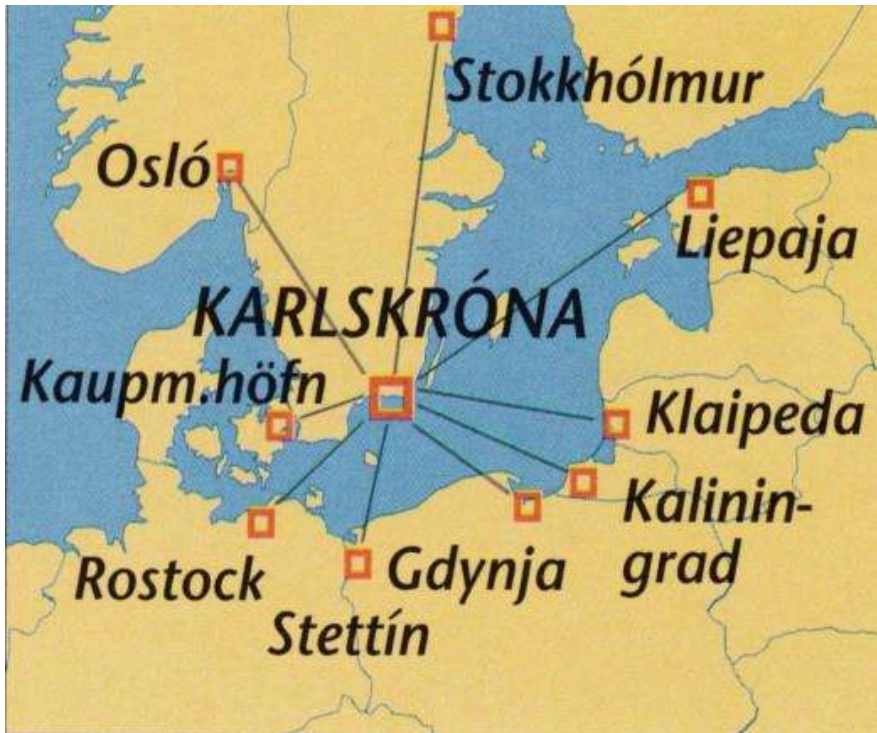 Stokkhólmur
Osló
Liepaja
KARLSKRÓNA
Kaupm.höfn
Klaipeda
Kalinin-
grad
Gdynja
Rostock
Stettín